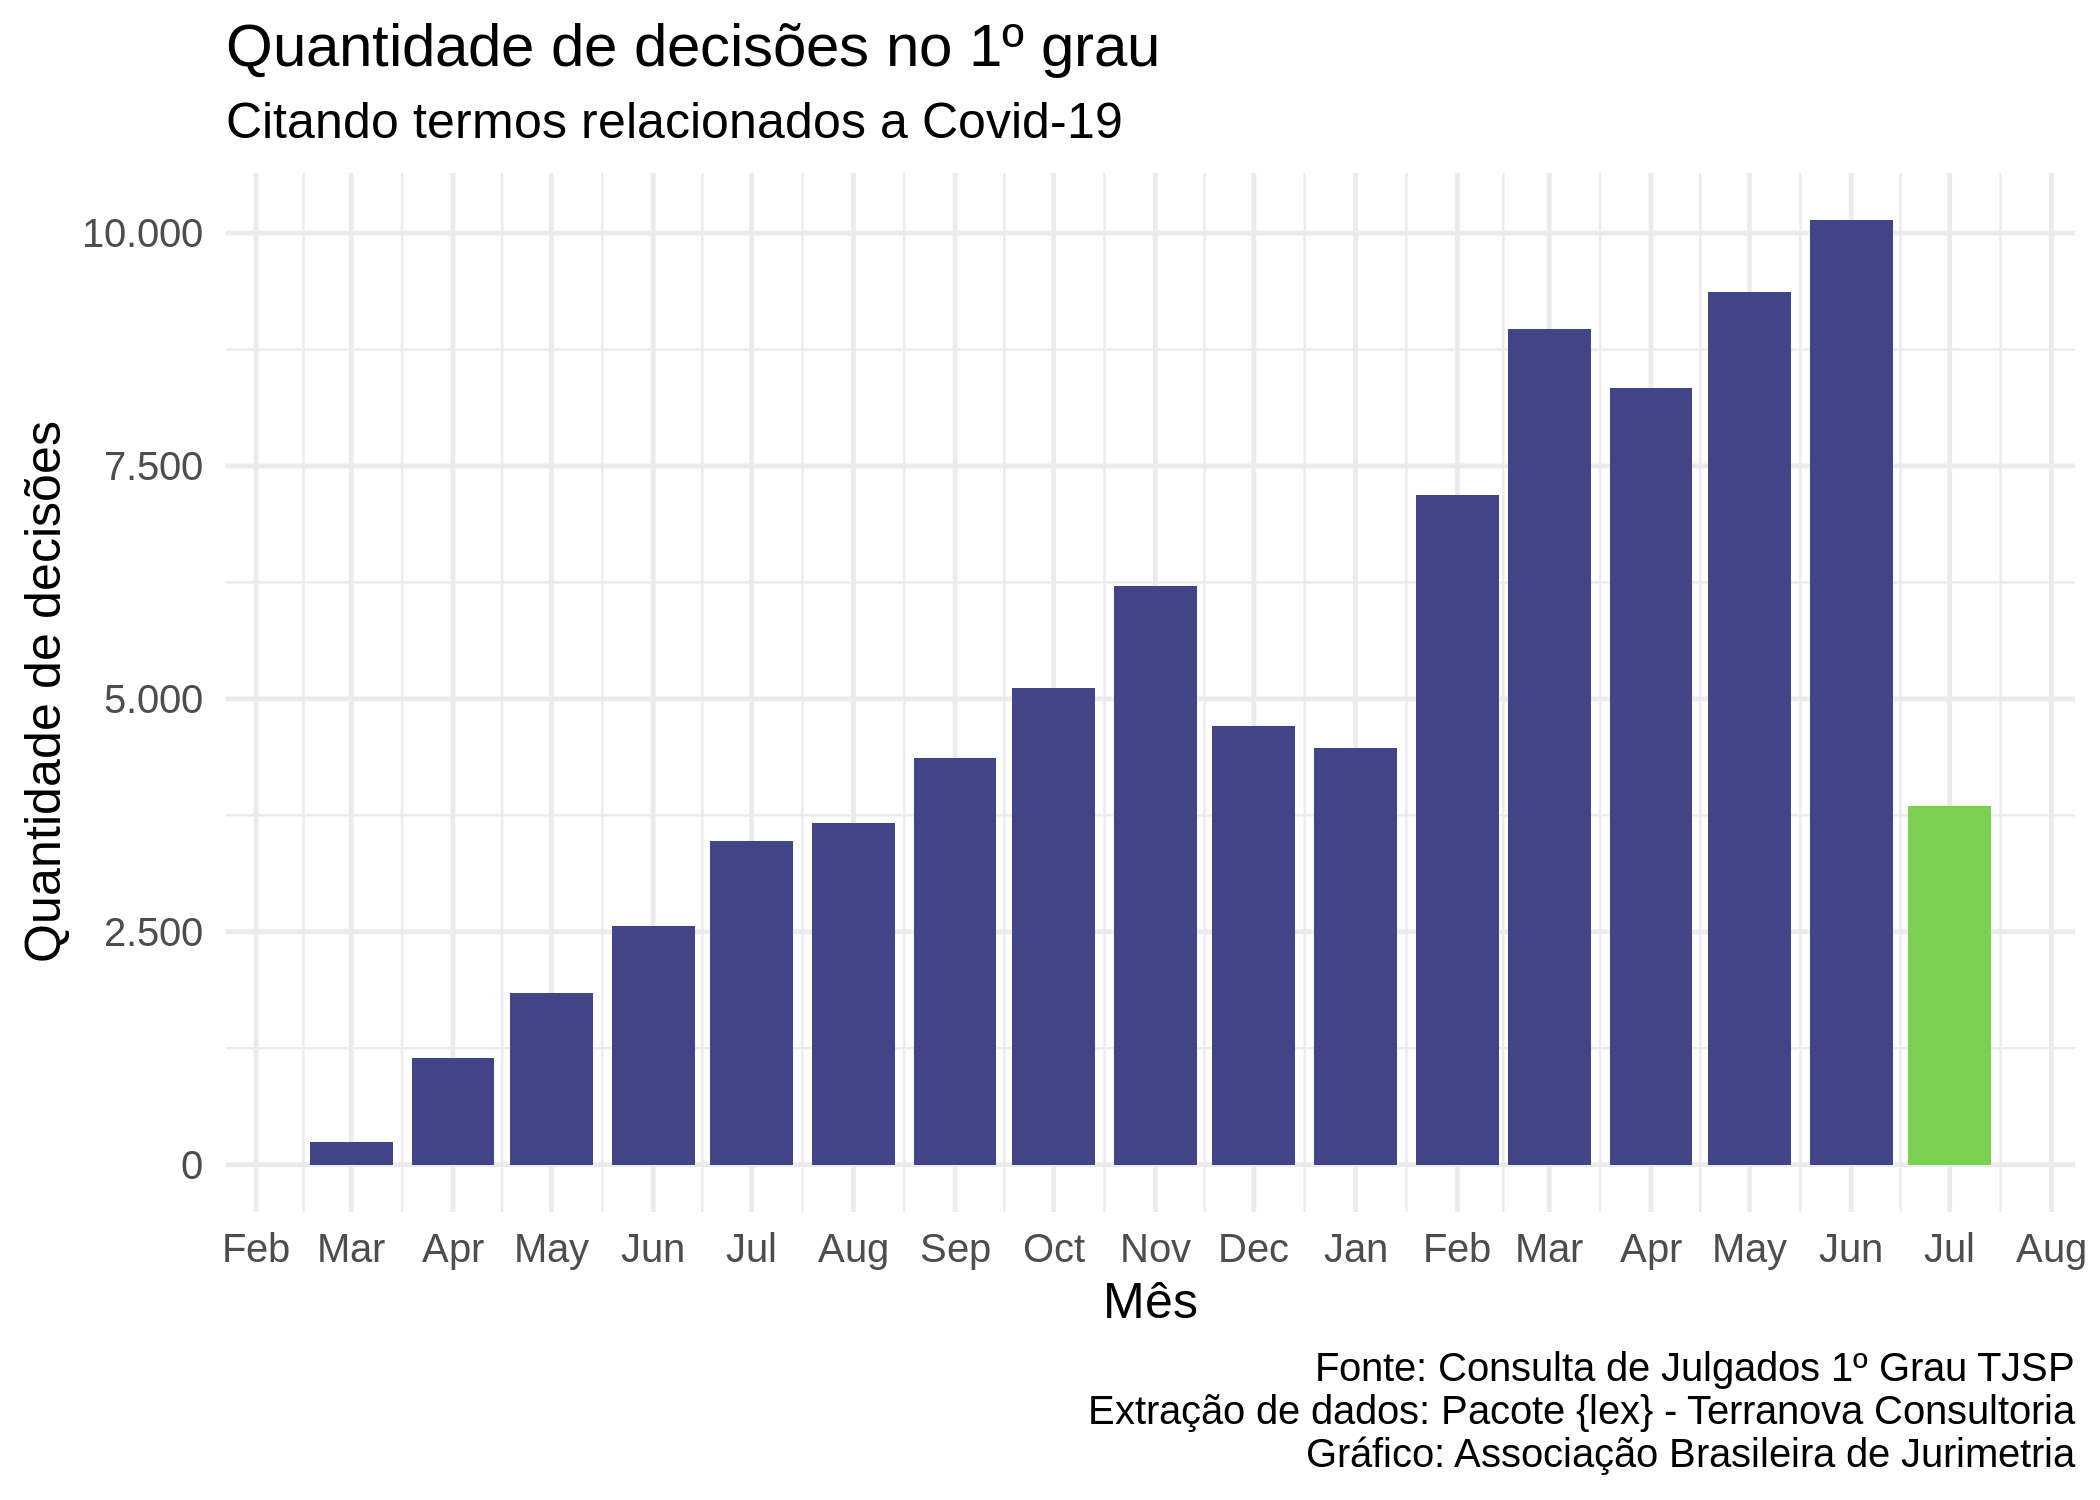 Quantidade de decisões no 1º grau
Citando termos relacionados a Covid-19
Quantidade de decisões
10.000
7.500
5.000
2.500
0
Feb Mar Apr May Jun Jul Aug Sep Oct Nov Dec Jan Feb Mar Apr May Jun Jul Aug
Mês
Fonte: Consulta de Julgados 1º Grau TJSP
Extração de dados: Pacote {lex} - Terranova Consultoria
Gráfico: Associação Brasileira de Jurimetria